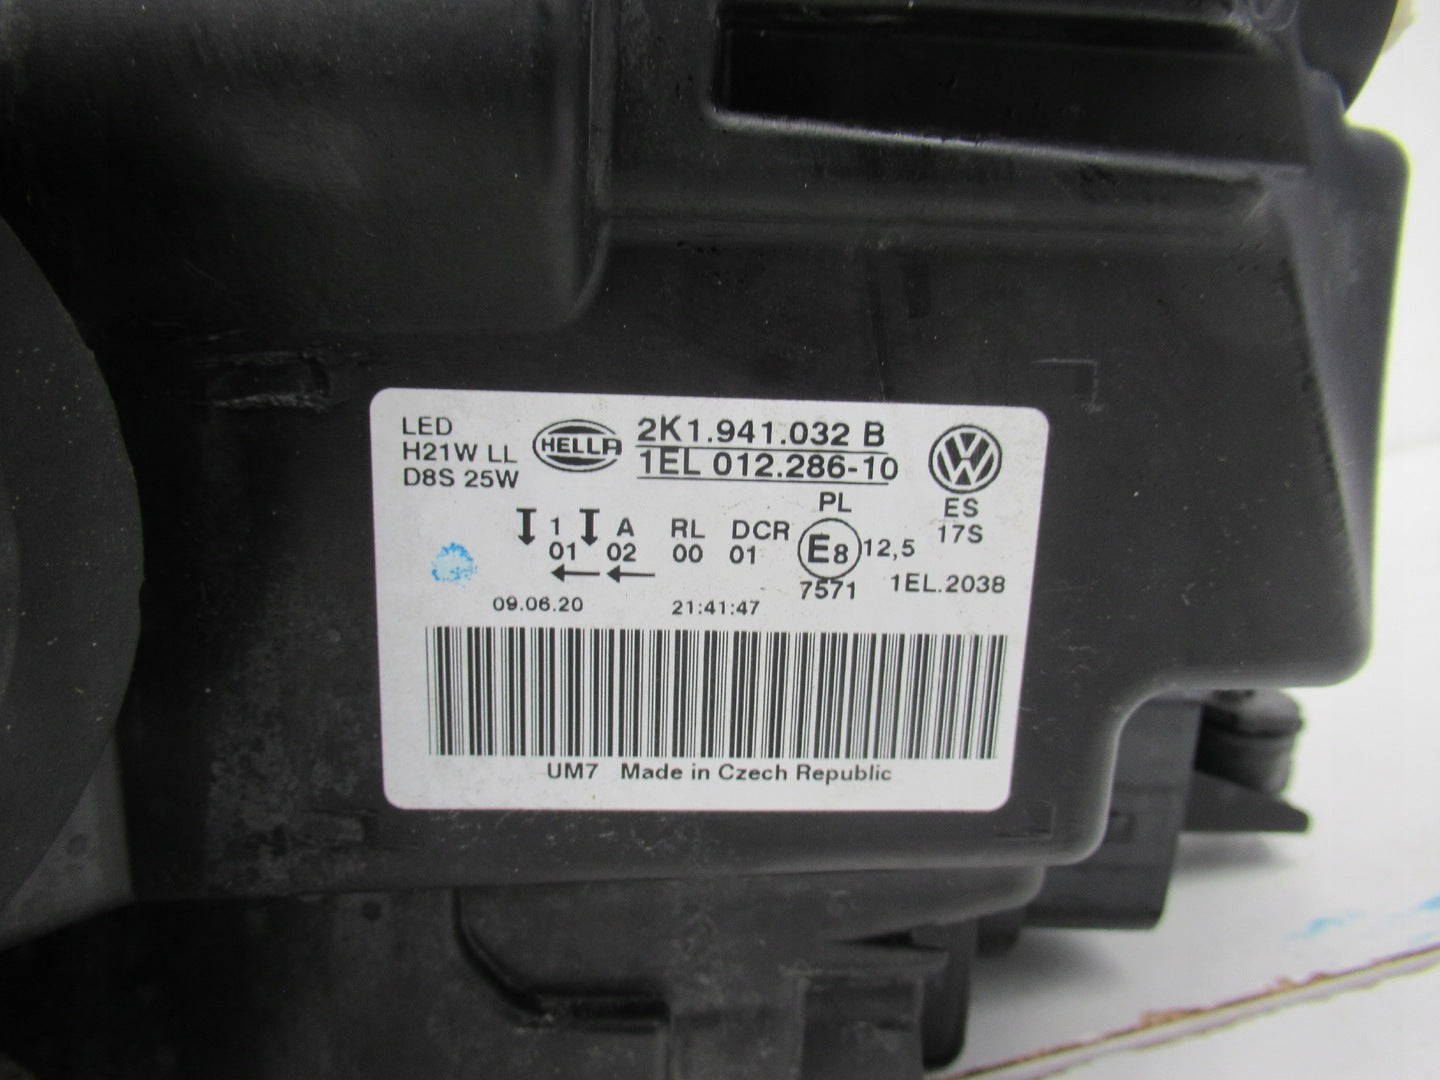 LED
H21W LL
D8S 25W
HELLA
2K1.941.032 B
1EL 012.286-10
VW
PL
ES
17S
1 A RL DCR
01 02 00 01
E8 12,5
7571
1EL.2038
09.06.20 21:41:47
UM7 Made in Czech Republic